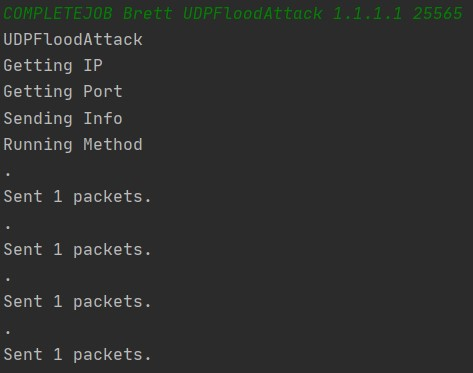 COMPLETEJOB Brett UDPFloodAttack 1.1.1.1 25565
UDPFloodAttack
Getting IP
Getting Port
Sending Info
Running Method
.
Sent 1 packets.
.
Sent 1 packets.
.
Sent 1 packets.
.
Sent 1 packets.